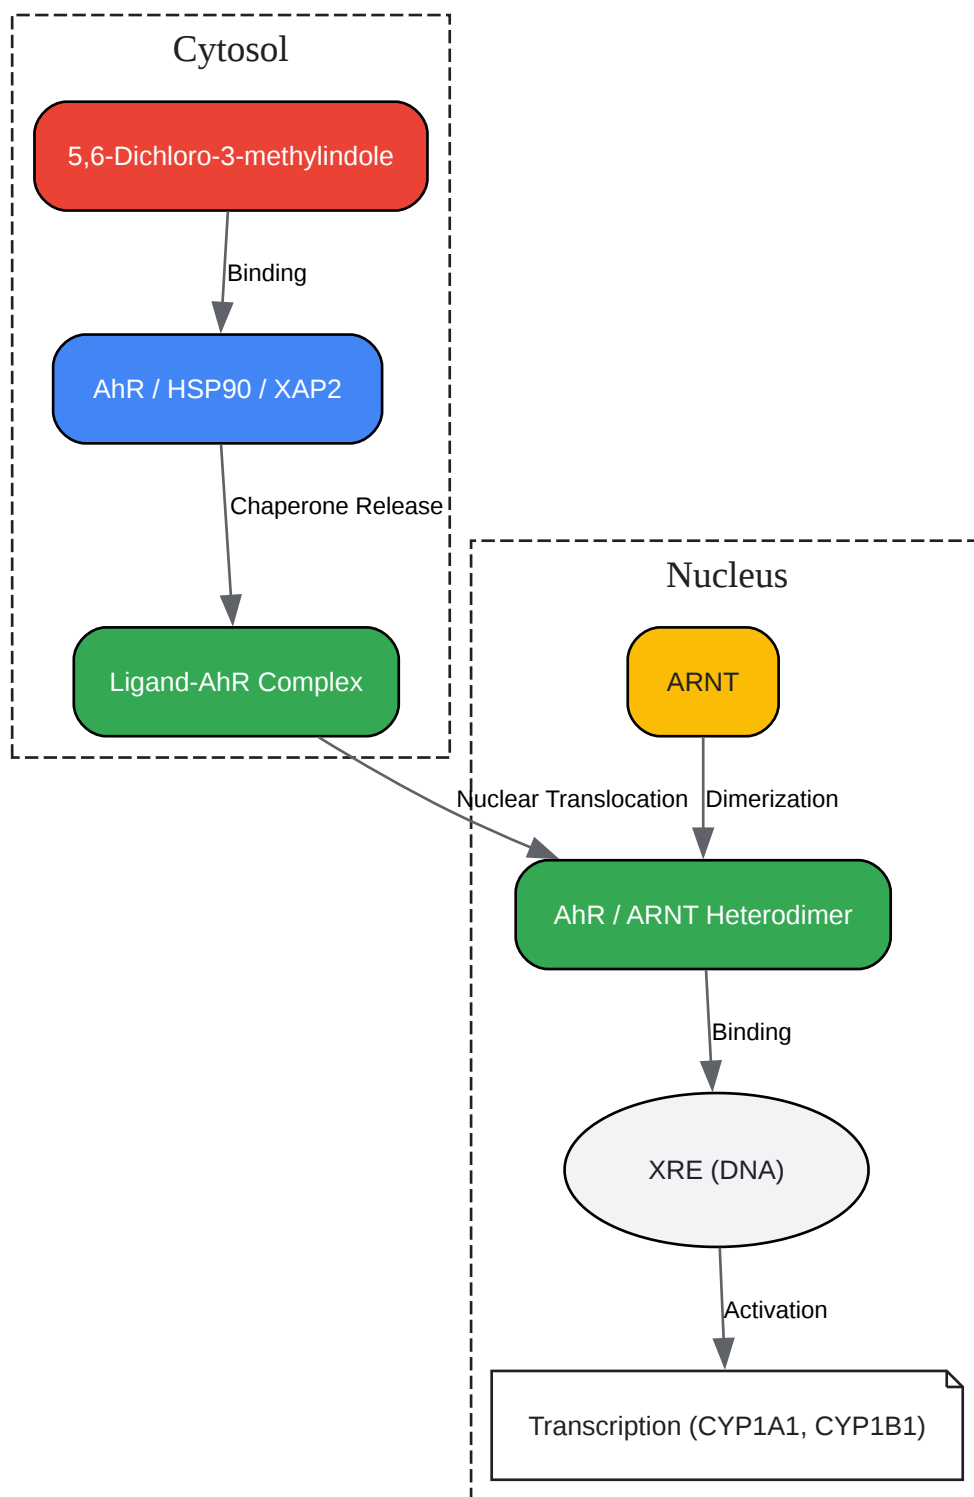 Cytosol
5,6-Dichloro-3-methylindole
Binding
AhR / HSP90 / XAP2
Chaperone Release
Ligand-AhR Complex
Nucleus
ARNT
Nuclear Translocation
Dimerization
AhR / ARNT Heterodimer
Binding
XRE (DNA)
Activation
Transcription (CYP1A1, CYP1B1)